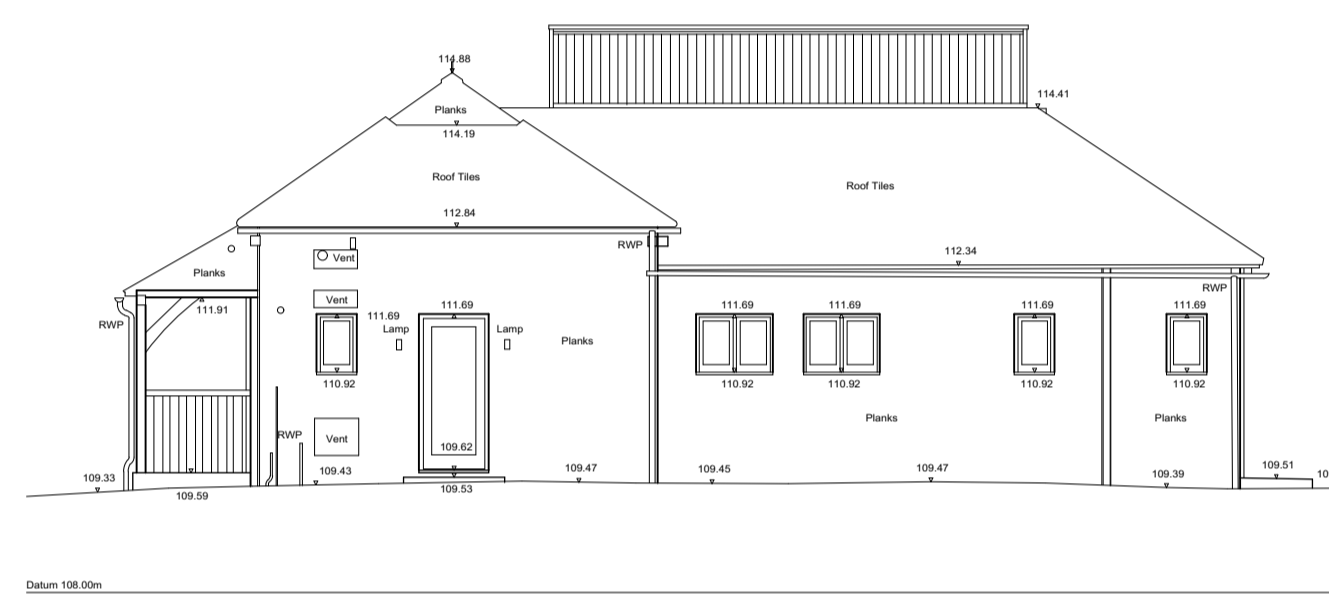 114.88
114.41
Planks
114.19
Roof Tiles
Roof Tiles
112.84
RWP
112.34
Vent
Planks
RWP
Vent
111.91
111.69
111.69
111.69
111.69
111.69
111.69
RWP
Lamp
Lamp
Planks
110.92
110.92
110.92
110.92
110.92
Planks
Planks
RWP
Vent
109.62
109.33
109.43
109.47
109.45
109.47
109.39
109.51
10
109.59
109.53
Datum 108.00m